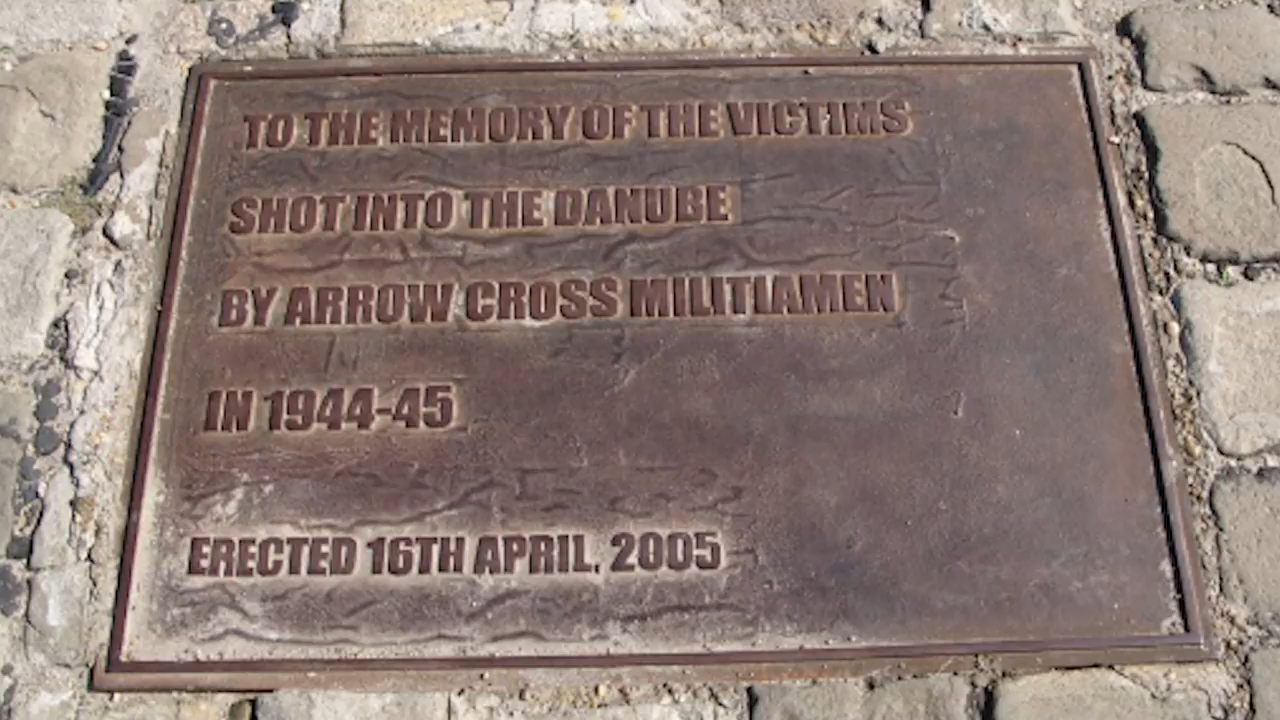 TO THE MEMORY OF THE VICTIMS
SHOT INTO THE DANUBE
BY ARROW CROSS MILITIAMEN
IN 1944-45
ERECTED 16TH APRIL, 2005